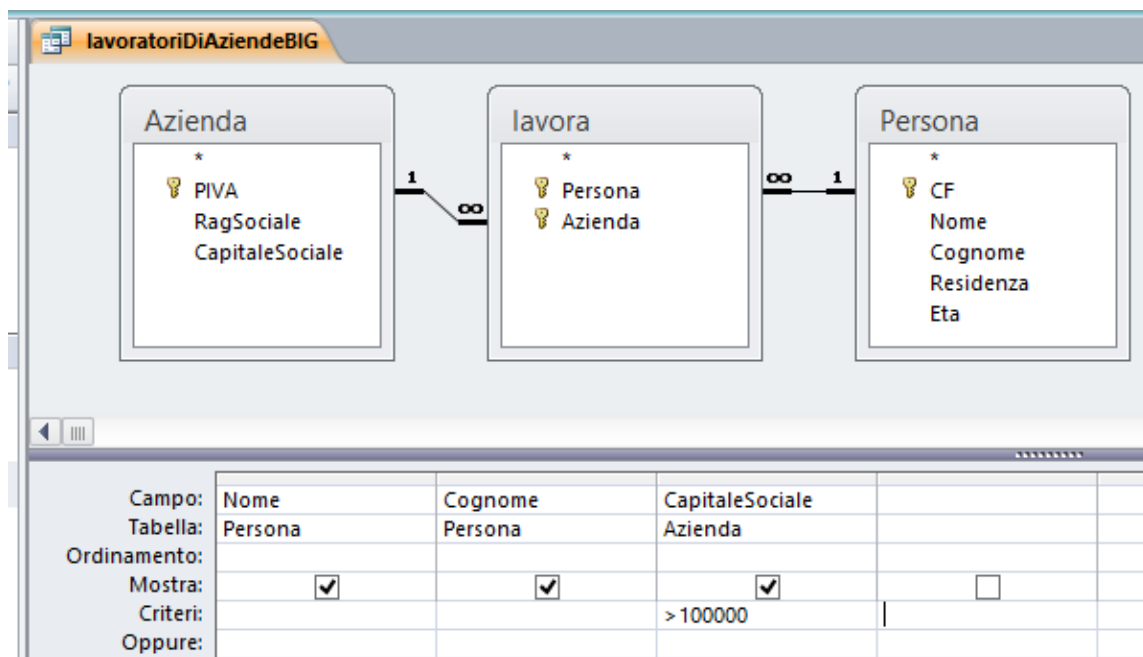 lavoratoriDiAziendeBIG
Azienda
*
PIVA
RagSociale
CapitaleSociale
1
∞
lavora
*
Persona
Azienda
∞
1
Persona
*
CF
Nome
Cognome
Residenza
Eta
Campo: Nome Cognome CapitaleSociale
Tabella: Persona Persona Azienda
Ordinamento:
Mostra:
Criteri: >100000
Oppure: